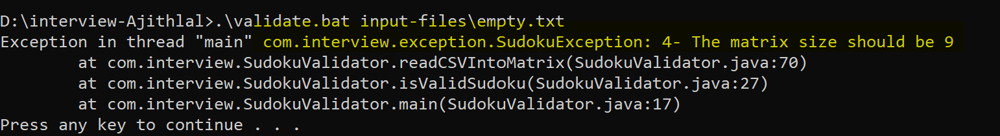 D:\interview-Ajithlal>.\validate.bat input-files\empty.txt
Exception in thread "main" com.interview.exception.SudokuException: 4- The matrix size should be 9
        at com.interview.SudokuValidator.readCSVIntoMatrix(SudokuValidator.java:70)
        at com.interview.SudokuValidator.isValidSudoku(SudokuValidator.java:27)
        at com.interview.SudokuValidator.main(SudokuValidator.java:17)
Press any key to continue . . .